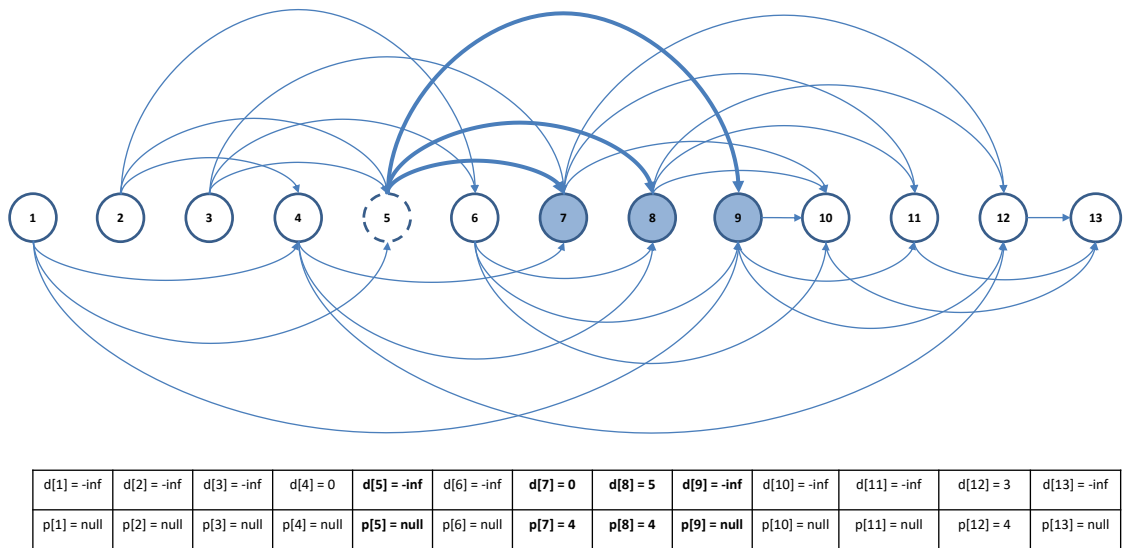 1 2 3 4 5 6 7 8 9 10 11 12 13
d[1] = -inf d[2] = -inf d[3] = -inf d[4] = 0 d[5] = -inf d[6] = -inf d[7] = 0 d[8] = 5 d[9] = -inf d[10] = -inf d[11] = -inf d[12] = 3 d[13] = -inf
p[1] = null p[2] = null p[3] = null p[4] = null p[5] = null p[6] = null p[7] = 4 p[8] = 4 p[9] = null p[10] = null p[11] = null p[12] = 4 p[13] = null